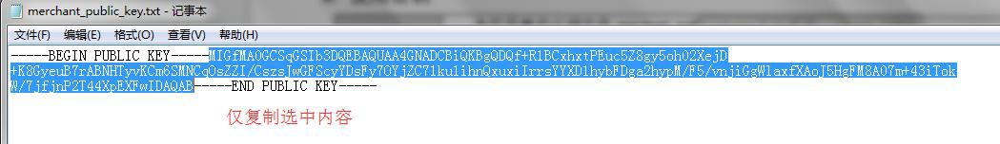 merchant_public_key.txt - 记事本
文件(F) 编辑(E) 格式(O) 查看(V) 帮助(H)
-----BEGIN PUBLIC KEY-----MIGfMA0GCSqGSIb3DQEBAQUAA4GNADCBiQKBgQDQf+R1BCxhxtPEuc5Z8gy5ohO2XejD
+K8GyeuB7rABNHTyvKCm6SMNCqOsZZI/CszsJwGFScyYDsFy7OYjZC71kulihnQxuxiIrrsYYXD1hybFDga2hypM/F5/vnjiGgWlaxfXAoJ5HgFM8A07m+43iTok
W/7jfjnP2T44XpEXFwIDAQAB-----END PUBLIC KEY-----
仅复制选中内容